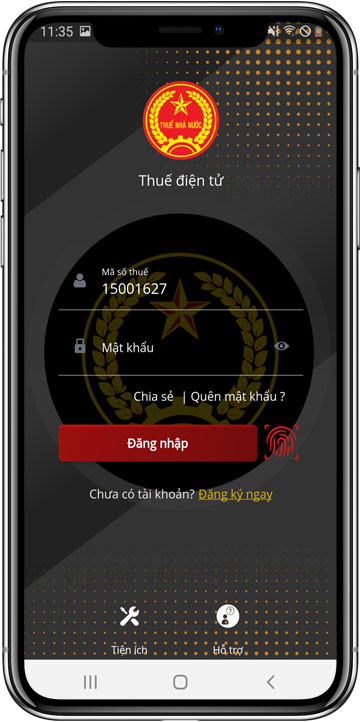 11:35
THUẾ NHÀ NƯỚC
Thuế điện tử
Mã số thuế
15001627
Mật khẩu
Chia sẻ | Quên mật khẩu ?
Đăng nhập
Chưa có tài khoản? Đăng ký ngay
Tiện ích
Hỗ trợ